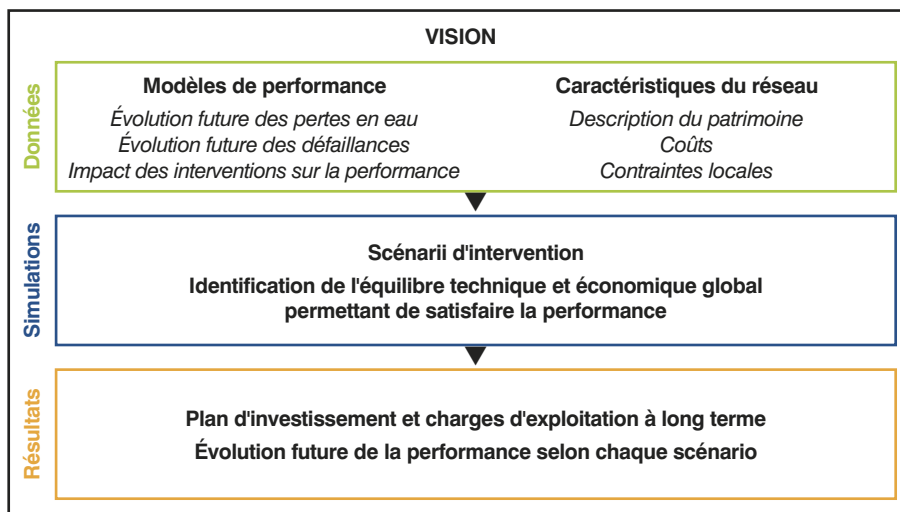 VISION
Données
Modèles de performance
Évolution future des pertes en eau
Évolution future des défaillances
Impact des interventions sur la performance
Caractéristiques du réseau
Description du patrimoine
Coûts
Contraintes locales
Simulations
Scénarii d'intervention
Identification de l'équilibre technique et économique global
permettant de satisfaire la performance
Résultats
Plan d'investissement et charges d'exploitation à long terme
Évolution future de la performance selon chaque scénario